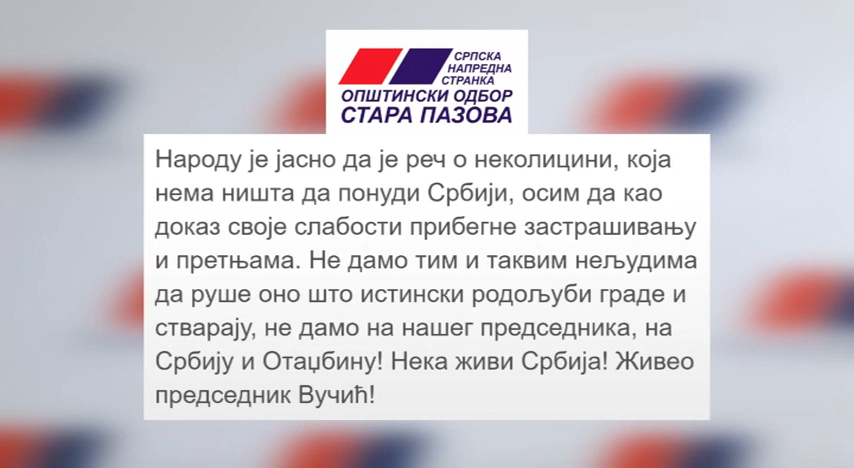 СРПСКА
НАПРЕДНА
СТРАНКА
ОПШТИНСКИ ОДБОР
СТАРА ПАЗОВА
Народу је јасно да је реч о неколицини, која
нема ништа да понуди Србији, осим да као
доказ своје слабости прибегне застрашивању
и претњама. Не дамо тим и таквим нељудима
да руше оно што истински родољуби граде и
стварају, не дамо на нашег председника, на
Србију и Отаџбину! Нека живи Србија! Живео
председник Вучић!